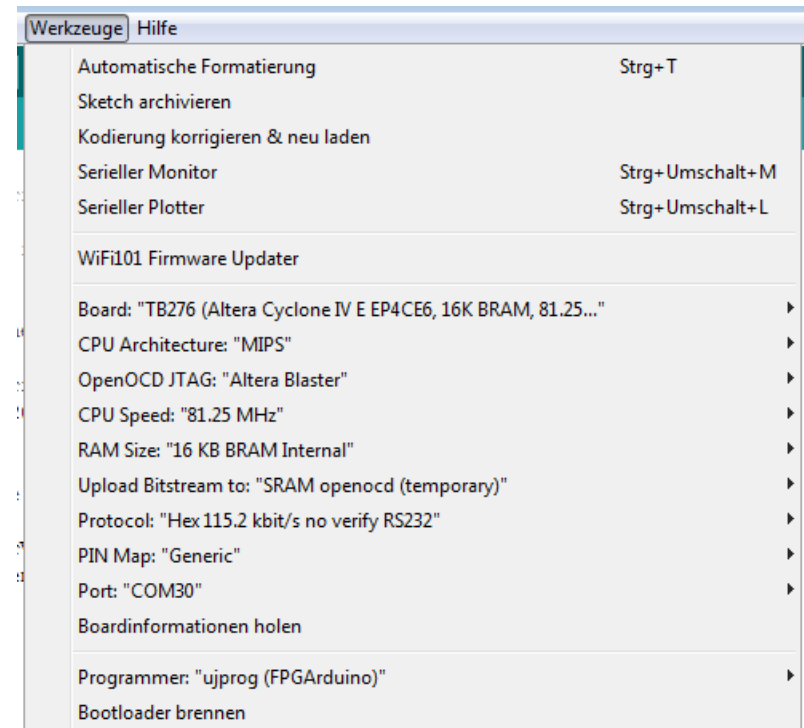 Werkzeuge Hilfe
Automatische Formatierung Strg+T
Sketch archivieren
Kodierung korrigieren & neu laden
Serieller Monitor Strg+Umschalt+M
Serieller Plotter Strg+Umschalt+L
WiFi101 Firmware Updater
Board: "TB276 (Altera Cyclone IV E EP4CE6, 16K BRAM, 81.25..."
CPU Architecture: "MIPS"
OpenOCD JTAG: "Altera Blaster"
CPU Speed: "81.25 MHz"
RAM Size: "16 KB BRAM Internal"
Upload Bitstream to: "SRAM openocd (temporary)"
Protocol: "Hex 115.2 kbit/s no verify RS232"
PIN Map: "Generic"
Port: "COM30"
Boardinformationen holen
Programmer: "ujprog (FPGArduino)"
Bootloader brennen